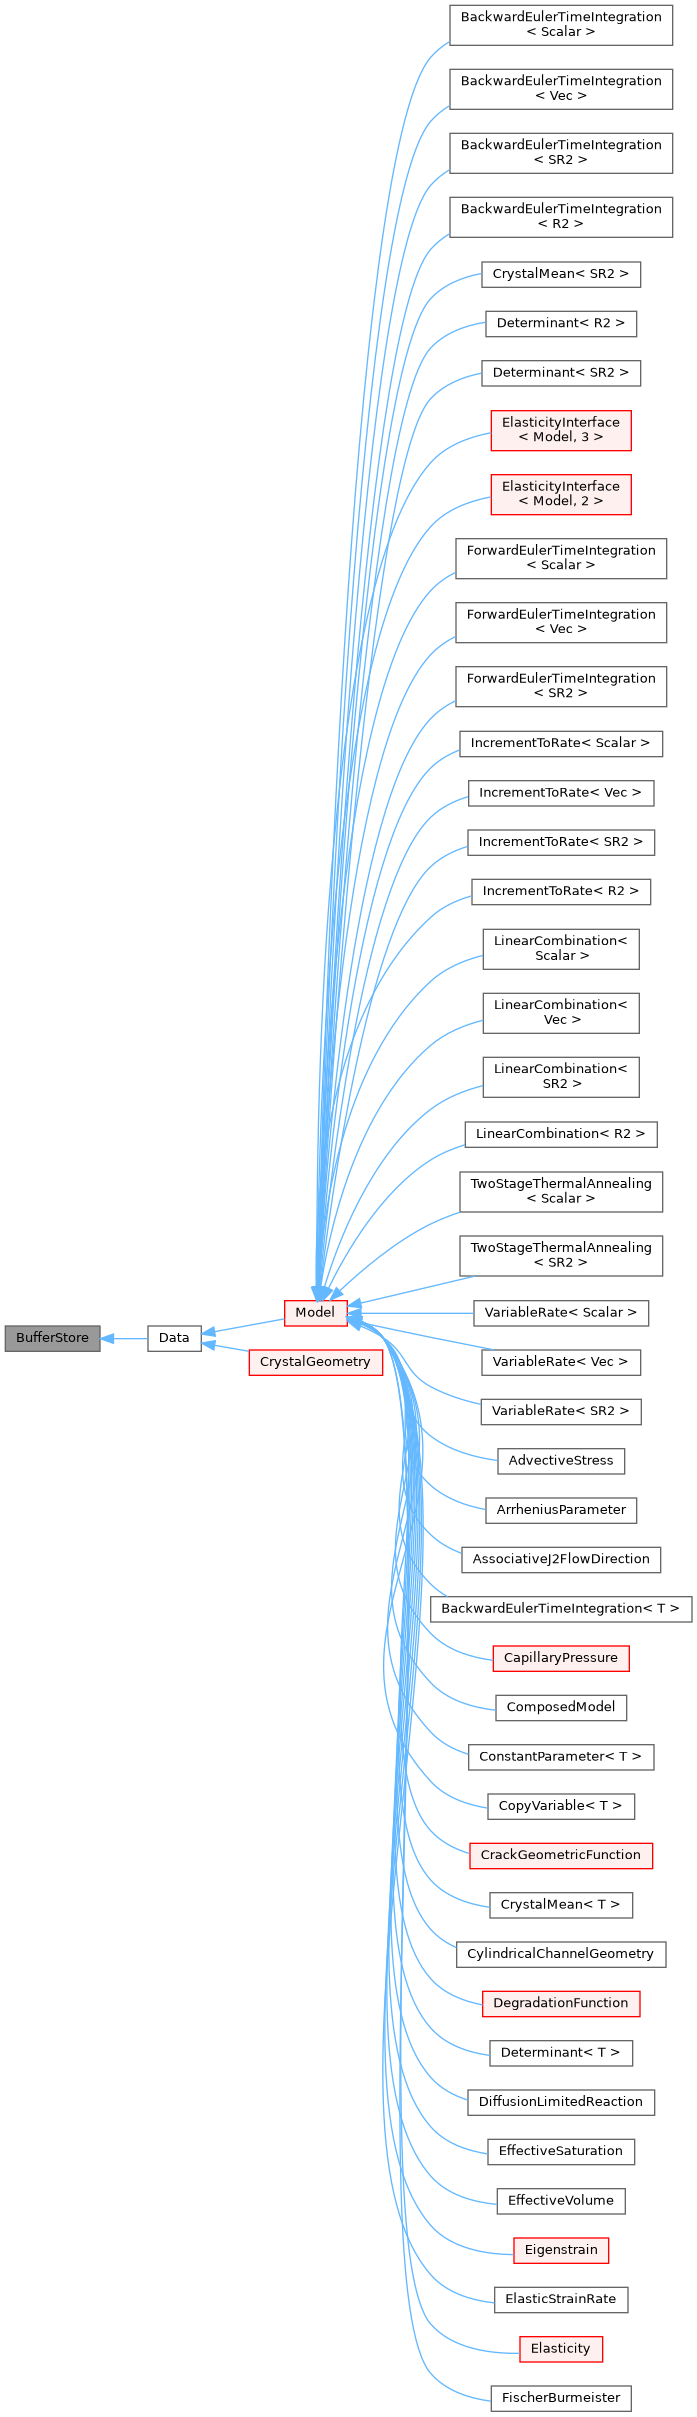 BackwardEulerTimeIntegration
< Scalar >
BackwardEulerTimeIntegration
< Vec >
BackwardEulerTimeIntegration
< SR2 >
BackwardEulerTimeIntegration
< R2 >
CrystalMean< SR2 >
Determinant< R2 >
Determinant< SR2 >
ElasticityInterface
< Model, 3 >
ElasticityInterface
< Model, 2 >
ForwardEulerTimeIntegration
< Scalar >
ForwardEulerTimeIntegration
< Vec >
ForwardEulerTimeIntegration
< SR2 >
IncrementToRate< Scalar >
IncrementToRate< Vec >
IncrementToRate< SR2 >
IncrementToRate< R2 >
LinearCombination<
Scalar >
LinearCombination<
Vec >
LinearCombination<
SR2 >
LinearCombination< R2 >
TwoStageThermalAnnealing
< Scalar >
TwoStageThermalAnnealing
< SR2 >
Model
VariableRate< Scalar >
BufferStore
Data
CrystalGeometry
VariableRate< Vec >
VariableRate< SR2 >
AdvectiveStress
ArrheniusParameter
AssociativeJ2FlowDirection
BackwardEulerTimeIntegration< T >
CapillaryPressure
ComposedModel
ConstantParameter< T >
CopyVariable< T >
CrackGeometricFunction
CrystalMean< T >
CylindricalChannelGeometry
DegradationFunction
Determinant< T >
DiffusionLimitedReaction
EffectiveSaturation
EffectiveVolume
Eigenstrain
ElasticStrainRate
Elasticity
FischerBurmeister